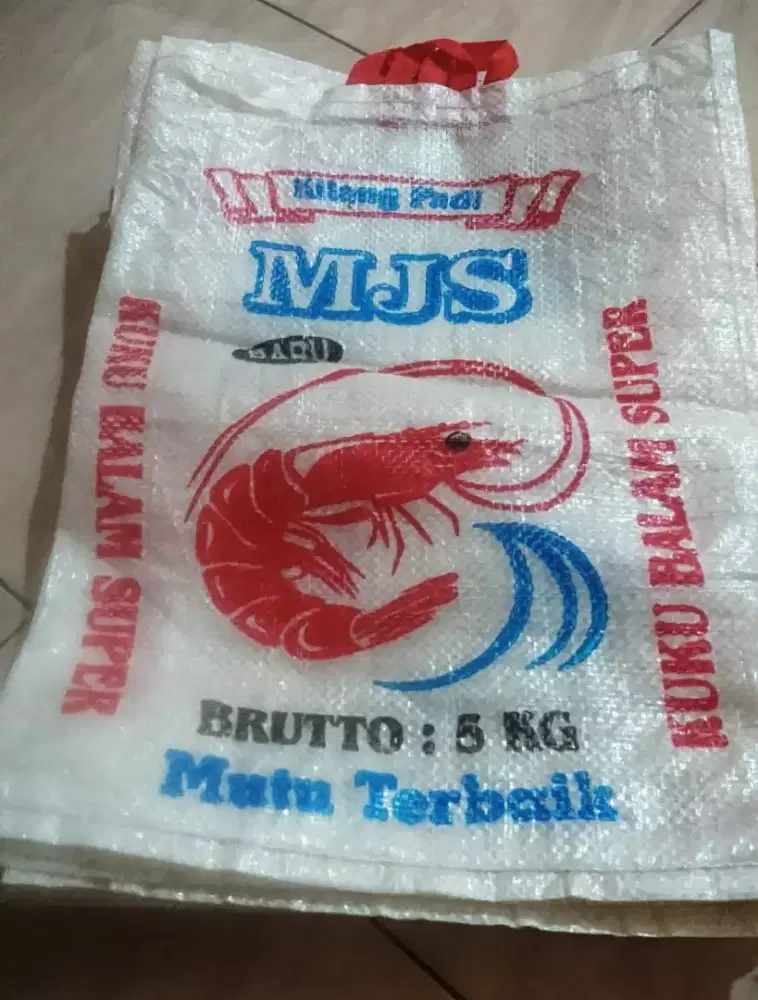 Kilang Padi
MJS
BARU
KUKU BALAM SUPER
KUKU BALAM SUPER
BRUTTO : 5 KG
Mutu Terbaik